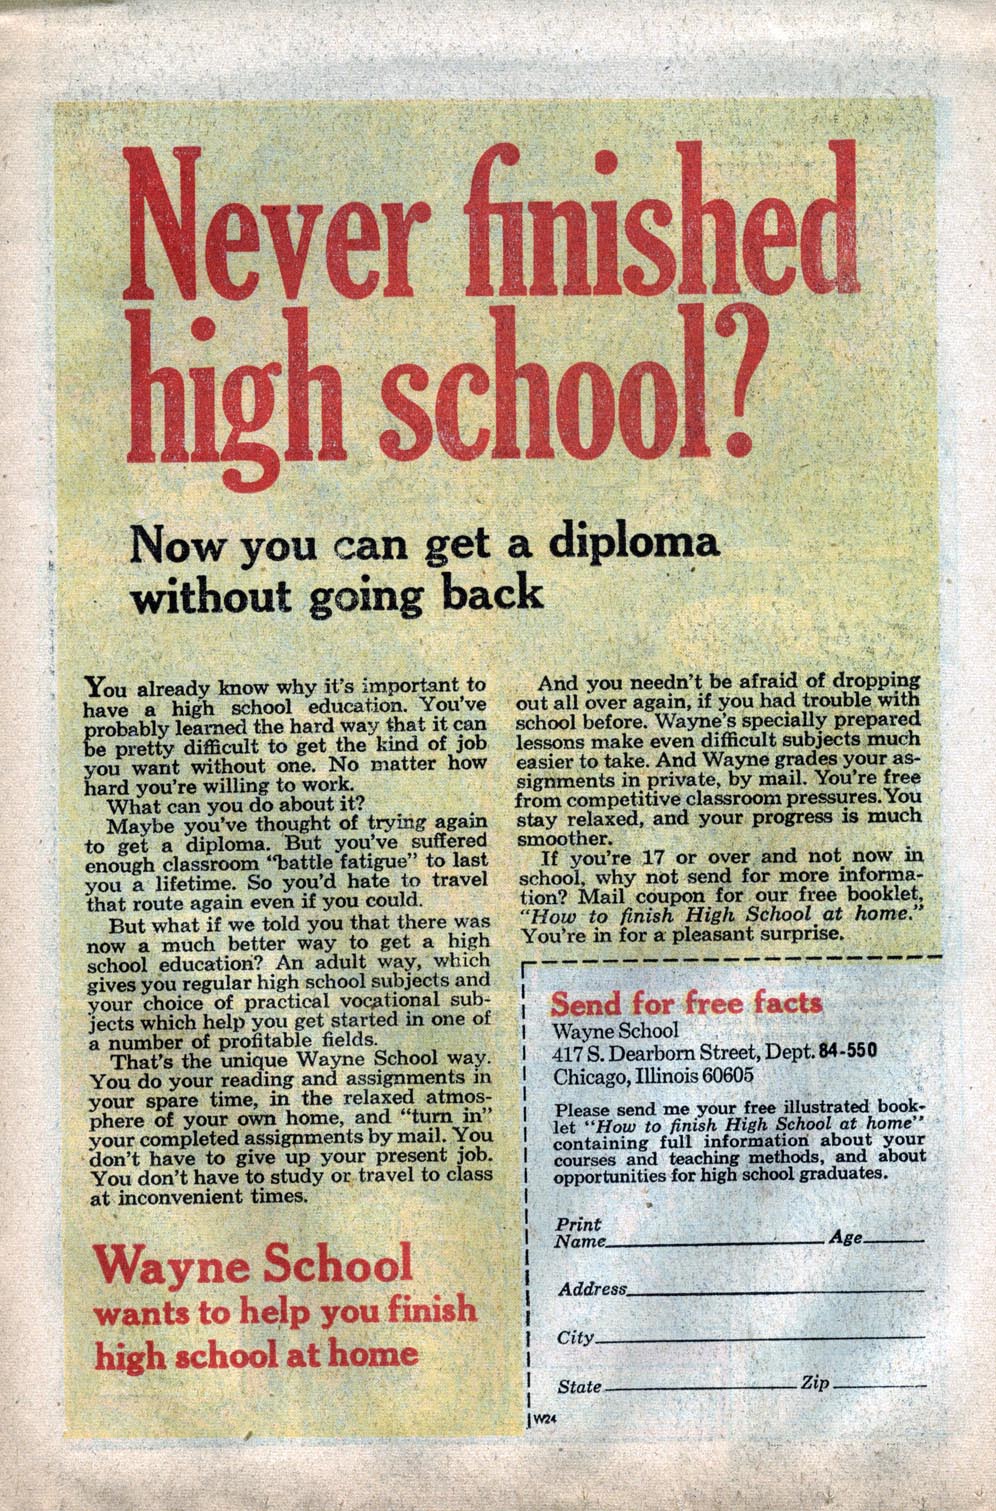 Never finished
high school?
Now you can get a diploma
without going back
You already know why it's important to
have a high school education. You've
probably learned the hard way that it can
be pretty difficult to get the kind of job
you want without one. No matter how
hard you're willing to work.
What can you do about it?
Maybe you've thought of trying again
to get a diploma. But you've suffered
enough classroom "battle fatigue" to last
you a lifetime. So you'd hate to travel
that route again even if you could.
But what if we told you that there was
now a much better way to get a high
school education? An adult way, which
gives you regular high school subjects and
your choice of practical vocational sub-
jects which help you get started in one of
a number of profitable fields.
That's the unique Wayne School way.
You do your reading and assignments in
your spare time, in the relaxed atmos-
phere of your own home, and "turn in"
your completed assignments by mail. You
don't have to give up your present job.
You don't have to study or travel to class
at inconvenient times.
Wayne School
wants to help you finish
high school at home
And you needn't be afraid of dropping
out all over again, if you had trouble with
school before. Wayne's specially prepared
lessons make even difficult subjects much
easier to take. And Wayne grades your as-
signments in private, by mail. You're free
from competitive classroom pressures. You
stay relaxed, and your progress is much
smoother.
If you're 17 or over and not now in
school, why not send for more informa-
tion? Mail coupon for our free booklet,
"How to finish High School at home."
You're in for a pleasant surprise.
Send for free facts
Wayne School
417 S. Dearborn Street, Dept. 84-550
Chicago, Illinois 60605
Please send me your free illustrated book-
let "How to finish High School at home"
containing full information about your
courses and teaching methods, and about
opportunities for high school graduates.
Print
Name Age
Address
City
State Zip
W24